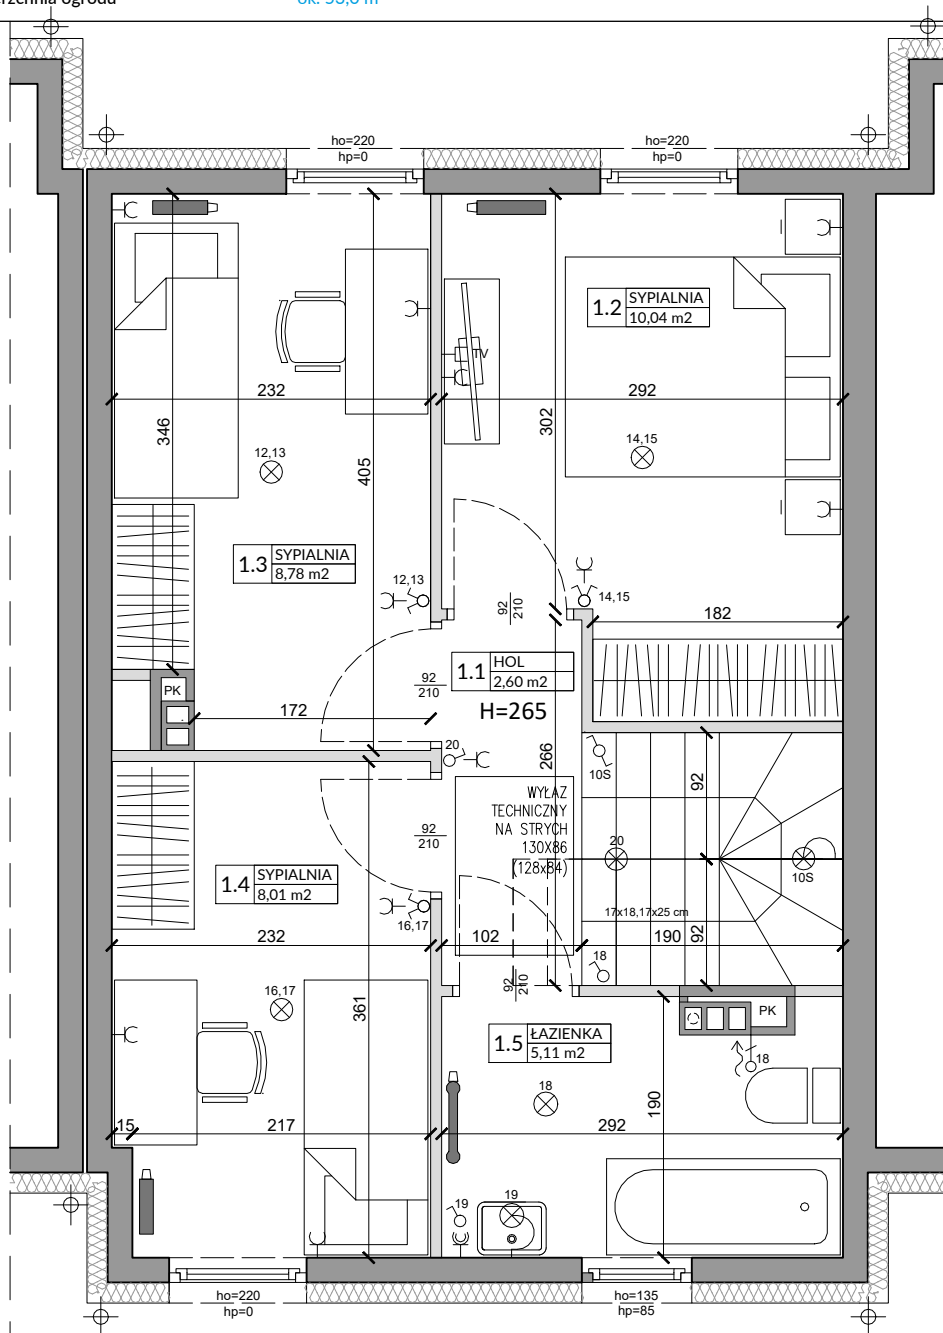 ok. 53,0 m
ho=220
hp=0
ho=220
hp=0
1.2 SYPIALNIA
10,04 m2
TV
232
292
346
302
405
12,13
14,15
1.3 SYPIALNIA
8,78 m2
12,13
14,15
92
210
182
1.1 HOL
2,60 m2
92
210
PK
172
H=265
20
266
10S
92
WYŁAZ
TECHNICZNY
NA STRYCH
130X86
(128x84)
92
210
20
10S
1.4 SYPIALNIA
8,01 m2
16,17
17x18,17x25 cm
232
102
190
92
18
92
210
16,17
361
PK
1.5 ŁAZIENKA
5,11 m2
18
18
190
15
217
292
19
19
ho=220
hp=0
ho=135
hp=85